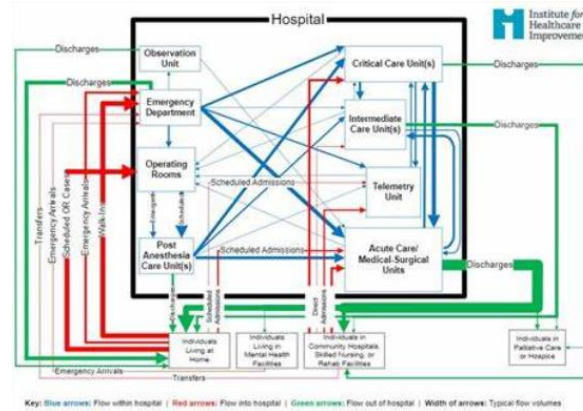 Hospital
Institute for
Healthcare
Improvement
Discharges
Observation
Unit
Critical Care Unit(s)
Discharges
Discharges
Emergency
Department
Intermediate
Care Unit(s)
Operating
Rooms
Scheduled Admissions
Telemetry
Unit
Transfers
Emergency Arrivals
Scheduled OR Cases
Emergency Arrivals
Walk-Ins
Emergent
Scheduled
Post
Anesthesia
Care Unit(s)
Scheduled Admissions
Acute Care/
Medical-Surgical
Units
Discharges
Discharges
Scheduled
Admissions
Direct
Admissions
Individuals
Living at
Home
Individuals
Living in
Mental Health
Facilities
Individuals in
Community Hospitals,
Skilled Nursing, or
Rehab Facilities
Individuals in
Palliative Care or
Hospice
Emergency Arrivals
Transfers
Key: Blue arrows: Flow within hospital | Red arrows: Flow into hospital | Green arrows: Flow out of hospital | Width of arrows: Typical flow volumes